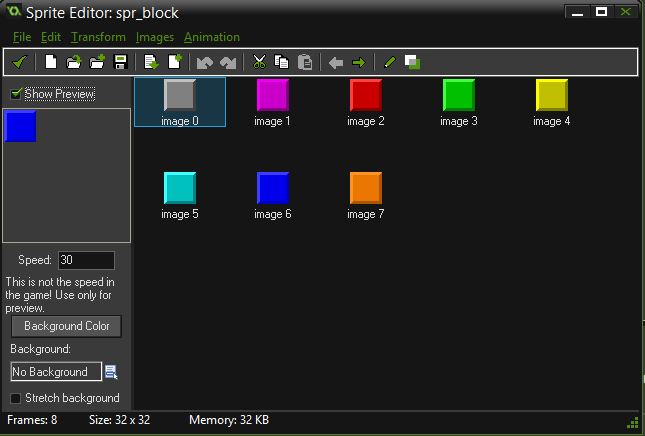 Sprite Editor: spr_block
File Edit Transform Images Animation
Show Preview
image 0 image 1 image 2 image 3 image 4
image 5 image 6 image 7
Speed: 30
This is not the speed in
the game! Use only for
preview.
Background Color
Background:
No Background
Stretch background
Frames: 8 Size: 32 x 32 Memory: 32 KB